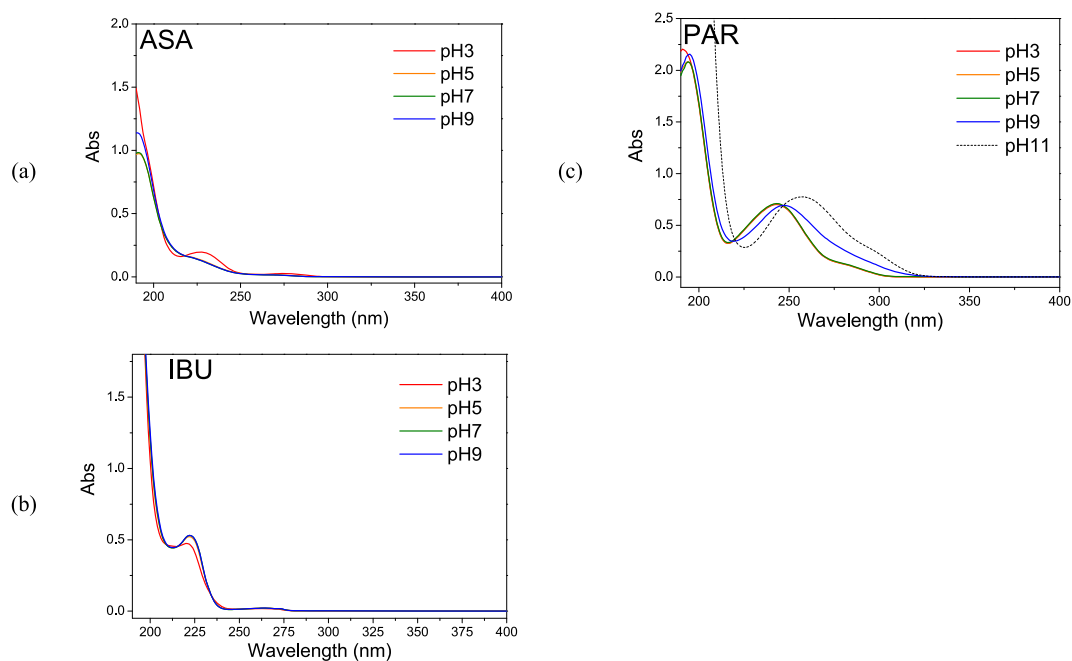 (a)
ASA
pH3
pH5
pH7
pH9
Abs
2.0
1.5
1.0
0.5
0.0
200 250 300 350 400
Wavelength (nm)
(c)
PAR
pH3
pH5
pH7
pH9
pH11
Abs
2.5
2.0
1.5
1.0
0.5
0.0
200 250 300 350 400
Wavelength (nm)
(b)
IBU
pH3
pH5
pH7
pH9
Abs
1.5
1.0
0.5
0.0
200 225 250 275 300 325 350 375 400
Wavelength (nm)